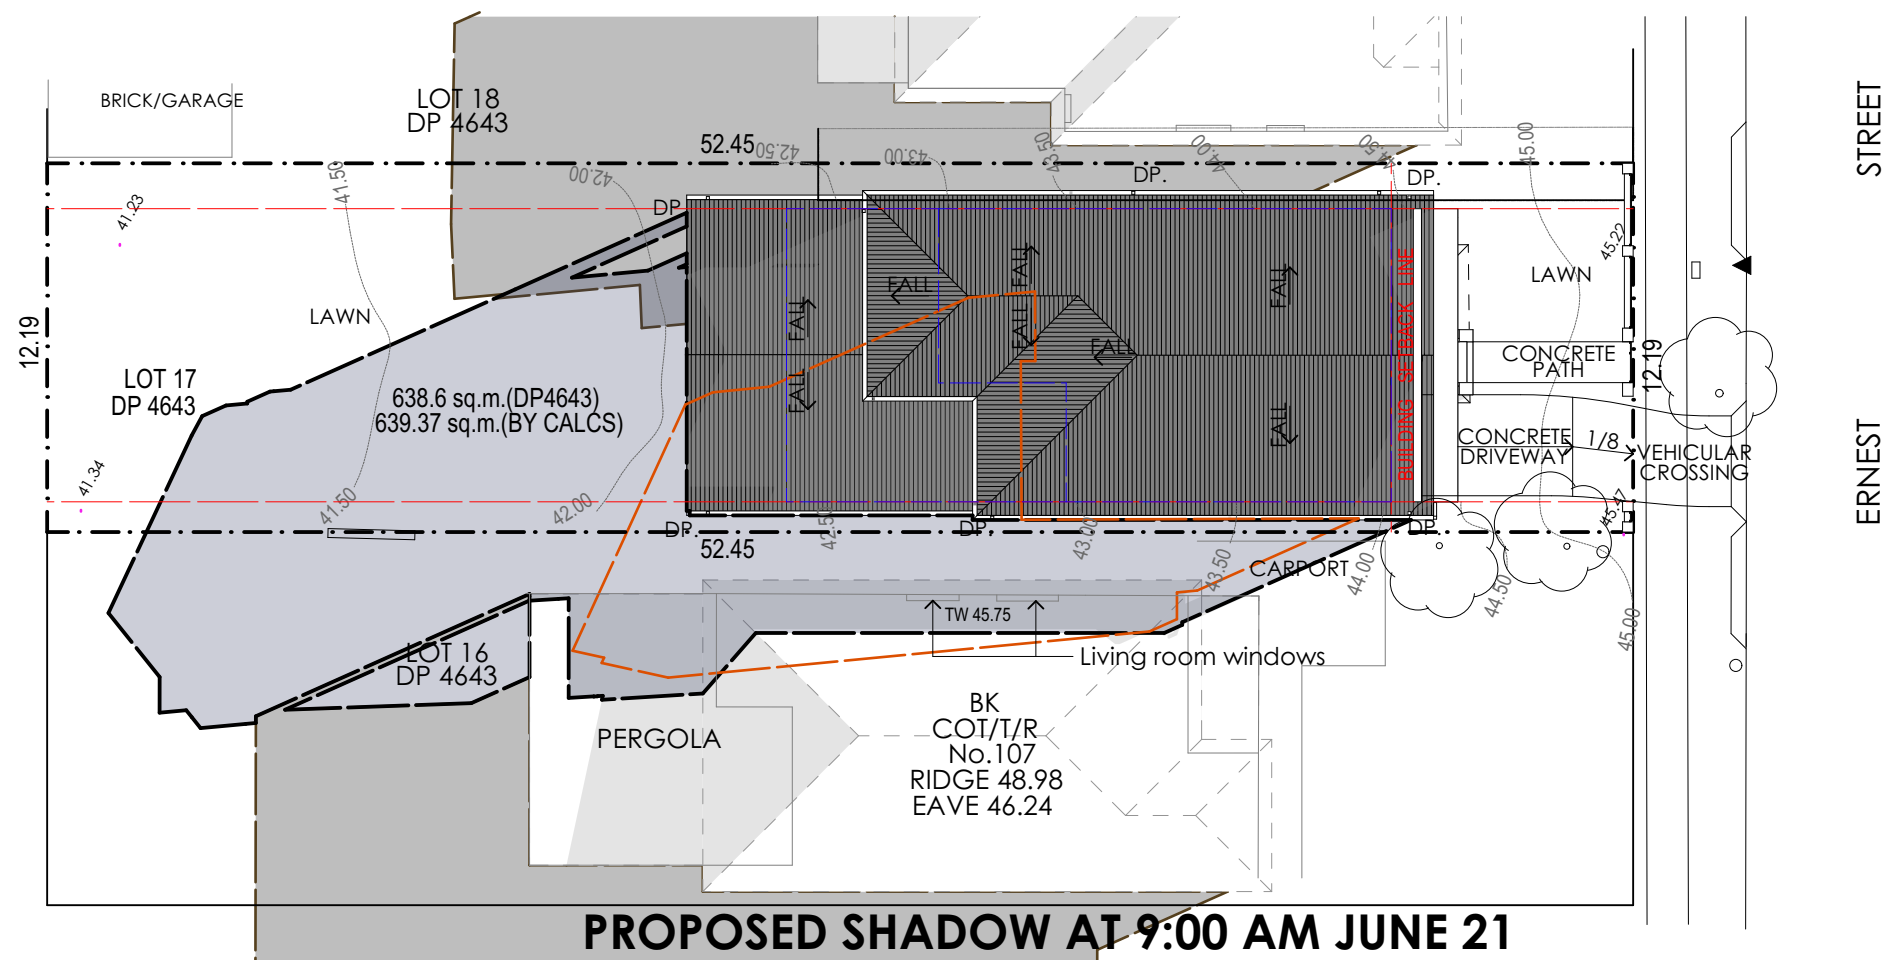 BRICK/GARAGE
LOT 18
DP 4643
STREET
52.45
42.50
43.00
43.50
44.00
44.50
45.00
41.50
42.00
41.23
DP.
DP.
DP
45.22
LAWN
LAWN
FALL
FALL
FALL
FALL
FALL
FALL
FALL
FALL
FALL
BUILDING SETBACK LINE
12.19
12.19
CONCRETE
PATH
LOT 17
DP 4643
638.6 sq.m.(DP4643)
639.37 sq.m.(BY CALCS)
CONCRETE
DRIVEWAY
1/8
VEHICULAR
CROSSING
ERNEST
41.34
41.50
42.00
DP.
52.45
42.50
DP.
43.00
43.50
44.00
DP.
45.47
44.50
45.00
CARPORT
TW 45.75
Living room windows
LOT 16
DP 4643
PERGOLA
BK
COT/T/R
No.107
RIDGE 48.98
EAVE 46.24
PROPOSED SHADOW AT 9:00 AM JUNE 21